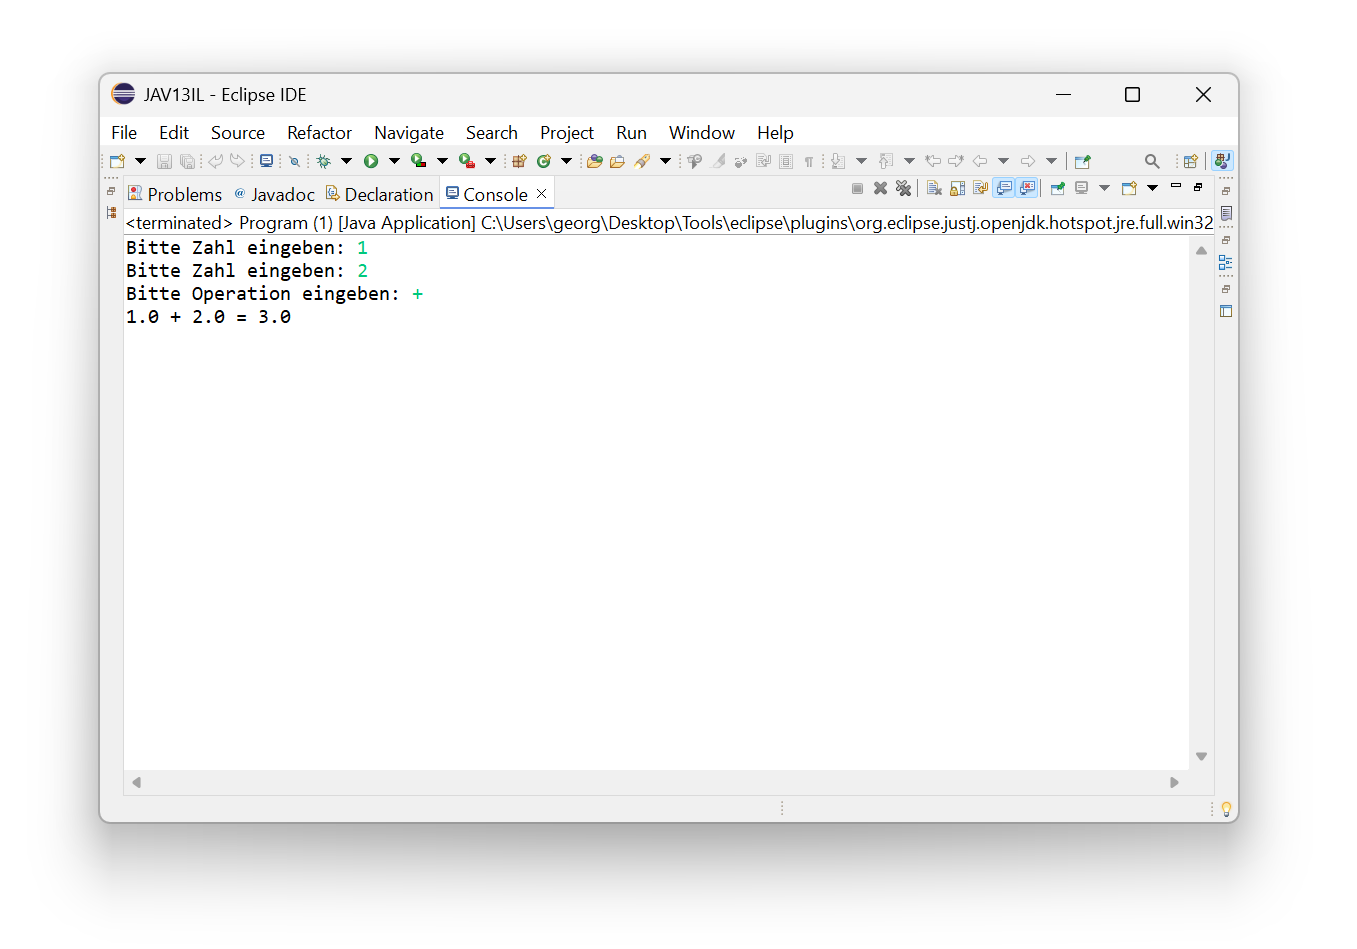 JAV13IL - Eclipse IDE
File Edit Source Refactor Navigate Search Project Run Window Help
Problems @ Javadoc Declaration Console
<terminated> Program (1) [Java Application] C:\Users\georg\Desktop\Tools\eclipse\plugins\org.eclipse.justj.openjdk.hotspot.jre.full.win32
Bitte Zahl eingeben: 1
Bitte Zahl eingeben: 2
Bitte Operation eingeben: +
1.0 + 2.0 = 3.0